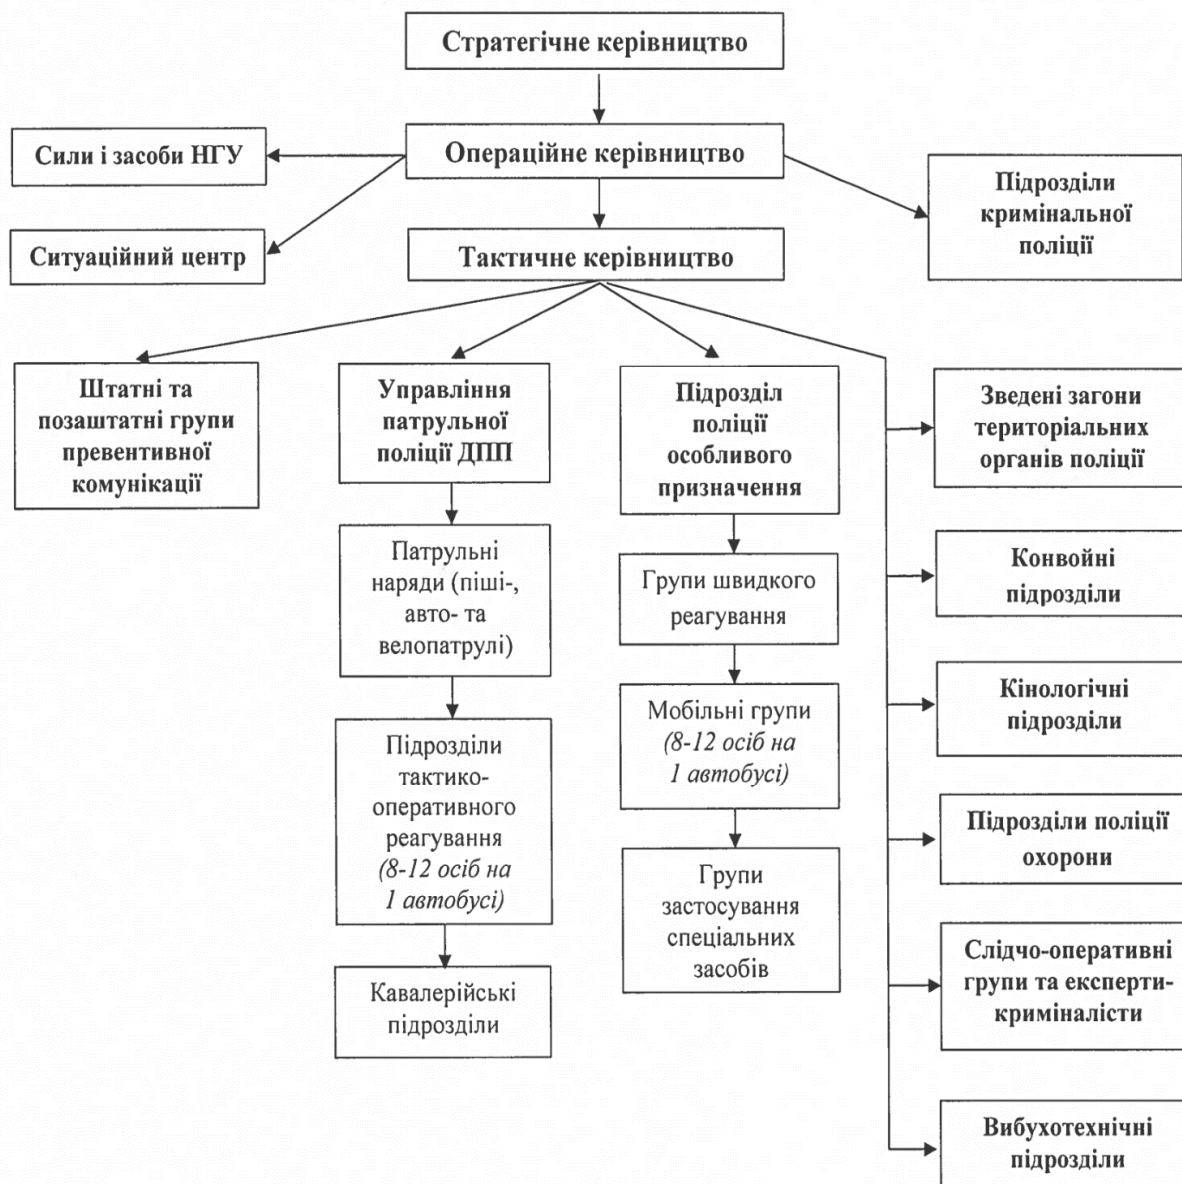 Стратегічне керівництво
Сили і засоби НГУ
Операційне керівництво
Підрозділи
кримінальної
поліції
Ситуаційний центр
Тактичне керівництво
Штатні та
позаштатні групи
превентивної
комунікації
Управління
патрульної
поліції ДПП
Патрульні
наряди (піші-,
авто- та
велопатрулі)
Підрозділи
тактико-
оперативного
реагування
(8-12 осіб на
1 автобусі)
Кавалерійські
підрозділи
Підрозділ
поліції
особливого
призначення
Групи швидкого
реагування
Мобільні групи
(8-12 осіб на
1 автобусі)
Групи
застосування
спеціальних
засобів
Зведені загони
територіальних
органів поліції
Конвойні
підрозділи
Кінологічні
підрозділи
Підрозділи поліції
охорони
Слідчо-оперативні
групи та експерти-
криміналісти
Вибухотехнічні
підрозділи